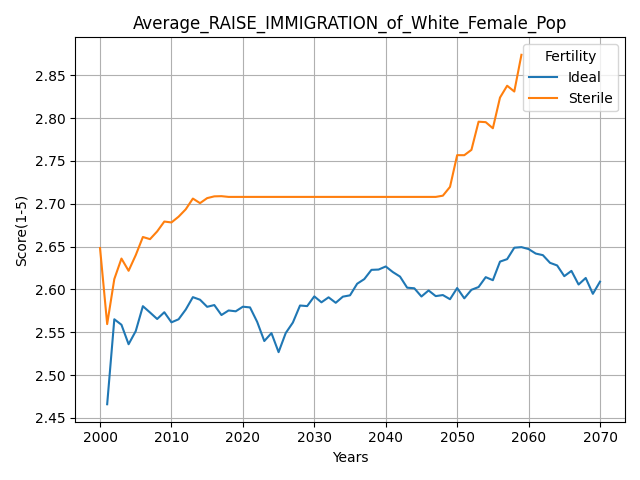 Average_RAISE_IMMIGRATION_of_White_Female_Pop
Fertility
Ideal
Sterile
Score(1-5)
2.85
2.80
2.75
2.70
2.65
2.60
2.55
2.50
2.45
2000 2010 2020 2030 2040 2050 2060 2070
Years